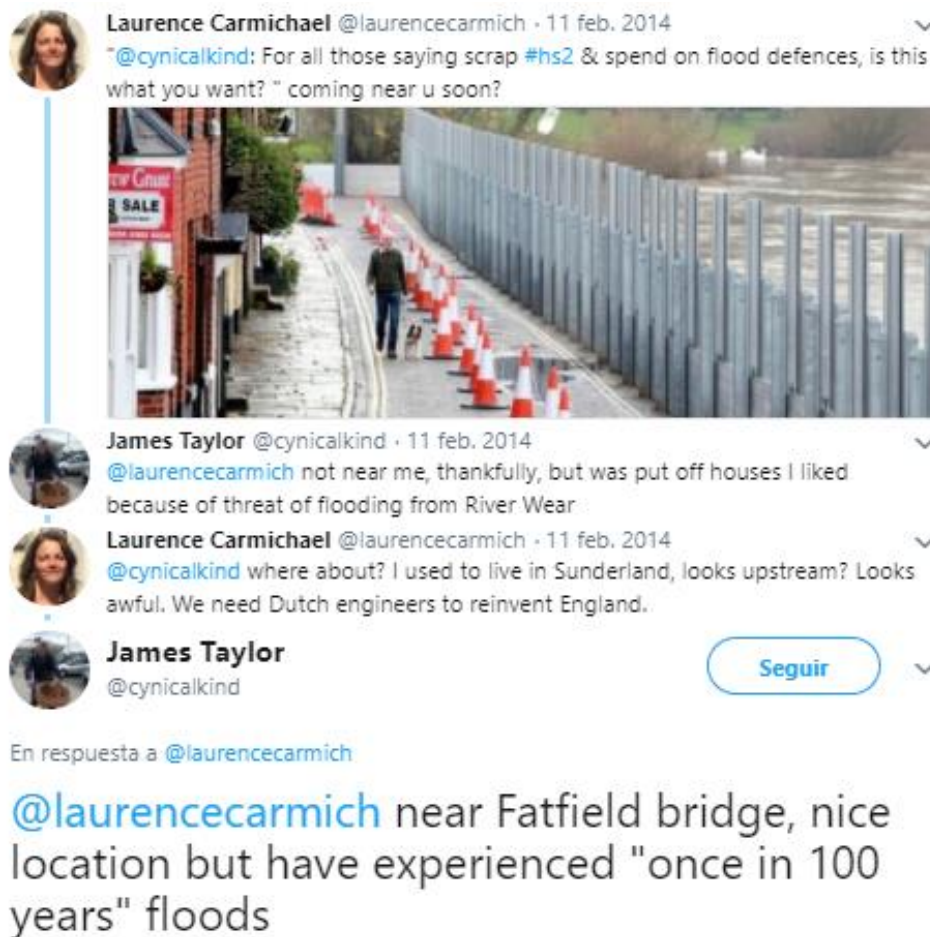 Laurence Carmichael @laurencecarmich · 11 feb. 2014
"@cynicalkind: For all those saying scrap #hs2 & spend on flood defences, is this
what you want? " coming near u soon?
SALE
James Taylor @cynicalkind · 11 feb. 2014
@laurencecarmich not near me, thankfully, but was put off houses I liked
because of threat of flooding from River Wear
Laurence Carmichael @laurencecarmich · 11 feb. 2014
@cynicalkind where about? I used to live in Sunderland, looks upstream? Looks
awful. We need Dutch engineers to reinvent England.
James Taylor
@cynicalkind
Seguir
En respuesta a @laurencecarmich
@laurencecarmich near Fatfield bridge, nice
location but have experienced "once in 100
years" floods